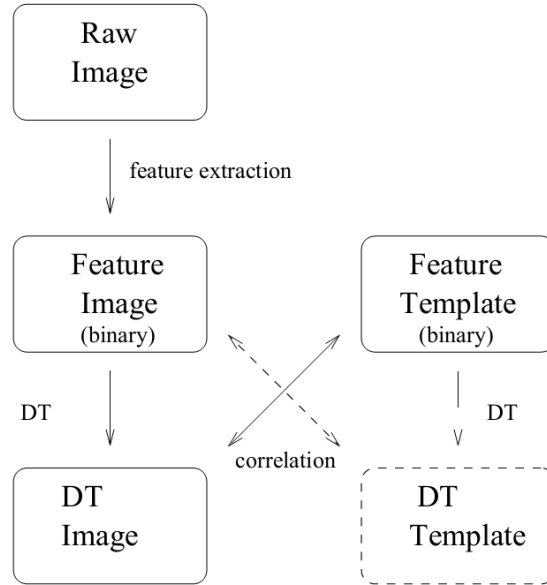 Raw
Image
feature extraction
Feature
Image
(binary)
Feature
Template
(binary)
DT
DT
correlation
DT
Image
DT
Template